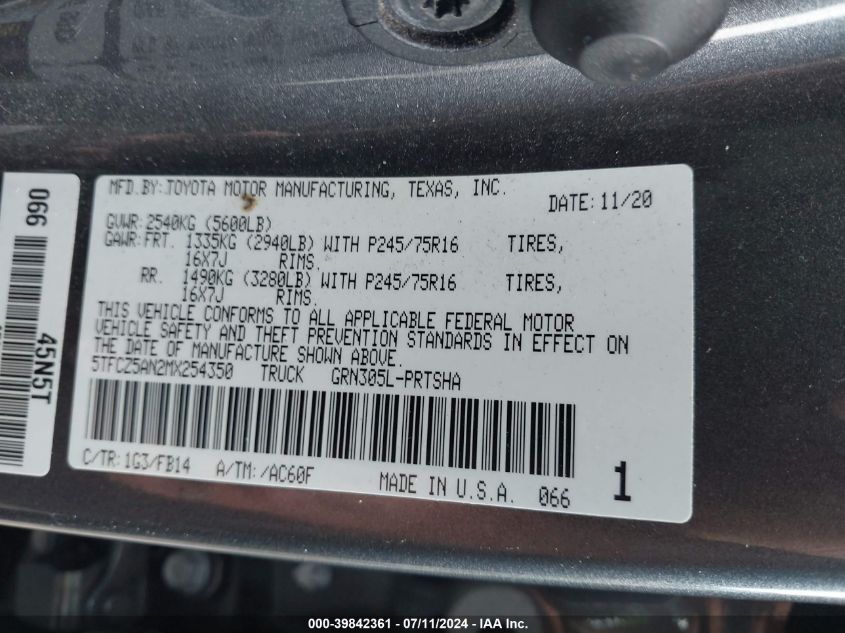 MFD.BY:TOYOTA MOTOR MANUFACTURING, TEXAS, INC. DATE:11/20
GVWR:2540KG (5600LB)
GAWR:FRT. 1335KG (2940LB) WITH P245/75R16 TIRES,
16X7J RIMS.
RR. 1490KG (3280LB) WITH P245/75R16 TIRES,
16X7J RIMS.
THIS VEHICLE CONFORMS TO ALL APPLICABLE FEDERAL MOTOR
VEHICLE SAFETY AND THEFT PREVENTION STANDARDS IN EFFECT ON
THE DATE OF MANUFACTURE SHOWN ABOVE.
5TFCZ5AN2MX254350 TRUCK GRN305L-PRTSHA
C/TR:1G3/FB14 A/TM:/AC60F MADE IN U.S.A. 066 1
066
45N5T
000-39842361 - 07/11/2024 - IAA Inc.